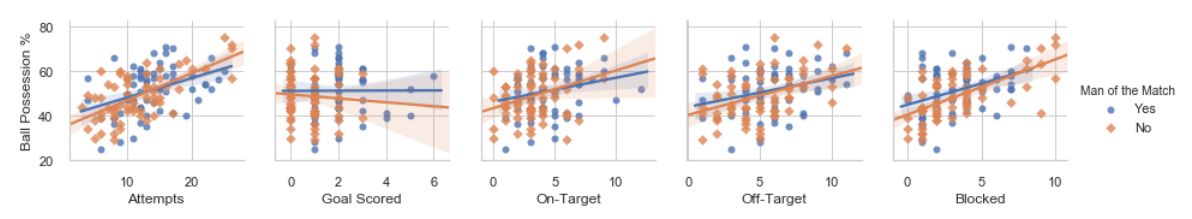 80
60
40
20
Ball Possession %
10 20
Attempts
0 2 4 6
Goal Scored
0 5 10
On-Target
0 5 10
Off-Target
0 5 10
Blocked
Man of the Match
Yes
No